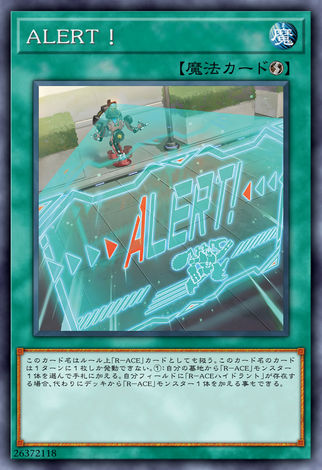 ALERT！
魔
【魔法カード】
ALERT!
このカード名はルール上「R－ACE」カードとしても扱う。このカード名のカード
は１ターンに１枚しか発動できない。①：自分の墓地から「R－ACE」モンスター
１体を選んで手札に加える。自分フィールドに「R－ACEハイドラント」が存在す
る場合、代わりにデッキから「R－ACE」モンスター１体を加える事もできる。
26372118